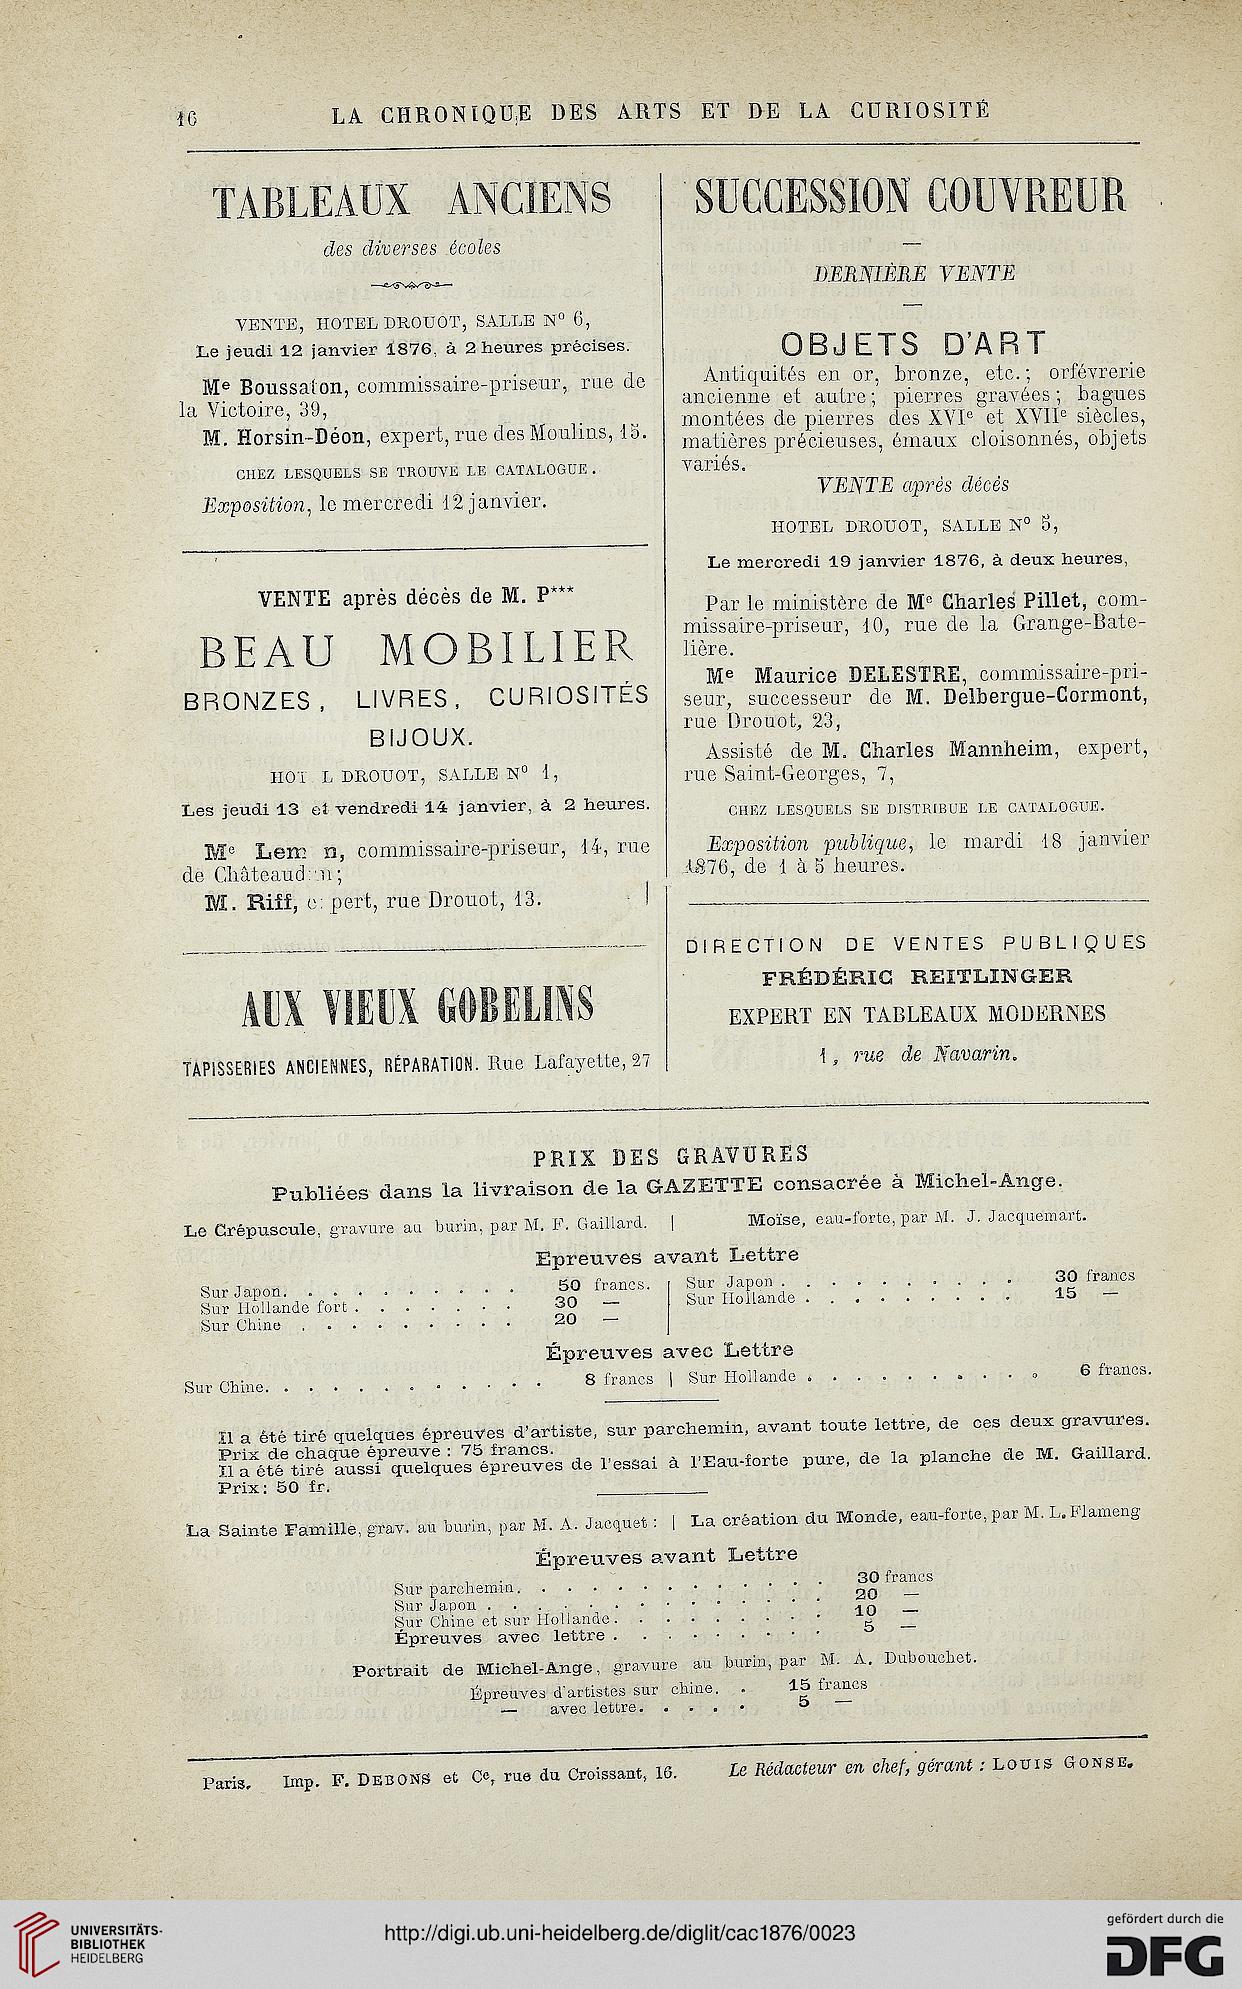 16 LA CHRONIQUE DES ARTS ET DE LA CURIOSITÉ
TABLEAUX ANCIENS
des diverses écoles
VENTE, HOTEL DROUOT, SALLE N° 6,
Le jeudi 12 janvier 1876, à 2 heures précises.
Me Boussaton, commissaire-priseur, rue de
la Victoire, 39,
M. Horsin-Déon, expert, rue des Moulins, 15.
CHEZ LESQUELS SE TROUVE LE CATALOGUE.
Exposition, le mercredi 12 janvier.
VENTE après décès de M. P***
BEAU MOBILIER
BRONZES, LIVRES, CURIOSITÉS
BIJOUX.
HOT L DROUOT, SALLE N° 1,
Les jeudi 13 et vendredi 14 janvier, à 2 heures.
Me Lem n, commissaire-priseur, 14, rue
de Châteaud n;
M. Riff, e pert, rue Drouot, 13.
AUX VIEUX GOBELINS
TAPISSERIES ANCIENNES, RÉPARATION. Rue Lafayette, 27
SUCCESSION COUVREUR
DERNIÈRE VENTE
OBJETS D'ART
Antiquités en or, bronze, etc.; orfévrerie
ancienne et autre; pierres gravées; bagues
montées de pierres des XVIe et XVIIe siècles,
matières précieuses, émaux cloisonnés, objets
variés.
VENTE après décés
HOTEL DROUOT, SALLE N° 5,
Le mercredi 19 janvier 1876, à deux heures,
Par le ministère de Me Charles Pillet, com-
missaire-priseur, 10, rue de la Grange-Bate-
lière.
Me Maurice DELESTRE, commissaire-pri-
seur, successeur de M. Delbergue-Cormont,
rue Drouot, 23,
Assisté de M. Charles Mannheim, expert,
rue Saint-Georges, 7,
CHEZ LESQUELS SE DISTRIBUE LE CATALOGUE.
Exposition publique, le mardi 18 janvier
1876, de 1 à 5 heures.
DIRECTION DE VENTES PUBLIQUES
FRÉDÉRIC REITLINGER
EXPERT EN TABLEAUX MODERNES
1, rue de Navarin.
PRIX DES GRAVURES
Publiées dans la livraison de la GAZETTE consacrée à Michel-Ange.
Le Crépuscule, gravure au burin, par M. F. Gaillard. | Moïse, eau-forte, par M. J. Jacquemart.
Epreuves avant Lettre
Sur Japon. . . . . . . . . . 50 francs. | Sur Japon . . . . . . . . . . 30 francs
Sur Hollande fort . . . . . . . 30 — | Sur Hollande . . . . . . . . . 15 —
Sur Chine . . . . . . . . . 20 —
Épreuves avec Lettre
Sur Chine. . . . . . . . . . . . 8 francs | Sur Hollande . . . . . . . . . . 6 francs.
Il a été tiré quelques épreuves d'artiste, sur parchemin, avant toute lettre, de ces deux gravures.
Prix de chaque épreuve : 75 francs.
Il a été tiré aussi quelques épreuves de l'essai à l'Eau-forte pure, de la planche de M. Gaillard.
Prix: 50 fr.
La Sainte Famille, grav. au burin, par M. A. Jacquet : | La création du Monde, eau-forte, par M. L. Flameng
Épreuves avant Lettre
Sur parchemin. . . . . . . . . . . . . 30 francs
Sur Japon . . . . . . . . . . . . . . 20 —
Sur Chine et sur Hollande. . . . . . . . . 10 —
Épreuves avec lettre . . . . . . . . . 5 —
Portrait de Michel-Ange, gravure au burin, par M. A. Dubouchet.
Épreuves d'artistes sur chine. . 15 francs
— avec lettre. . . . . 5 —
Paris. Imp. F. DEBONS et Ce, rue du Croissant, 16. Le Rédacteur en chef, gérant : LOUIS GONSE.
UNIVERSITÄTS-
BIBLIOTHEK
HEIDELBERG
http://digi.ub.uni-heidelberg.de/diglit/cac1876/0023
gefördert durch die
DFG